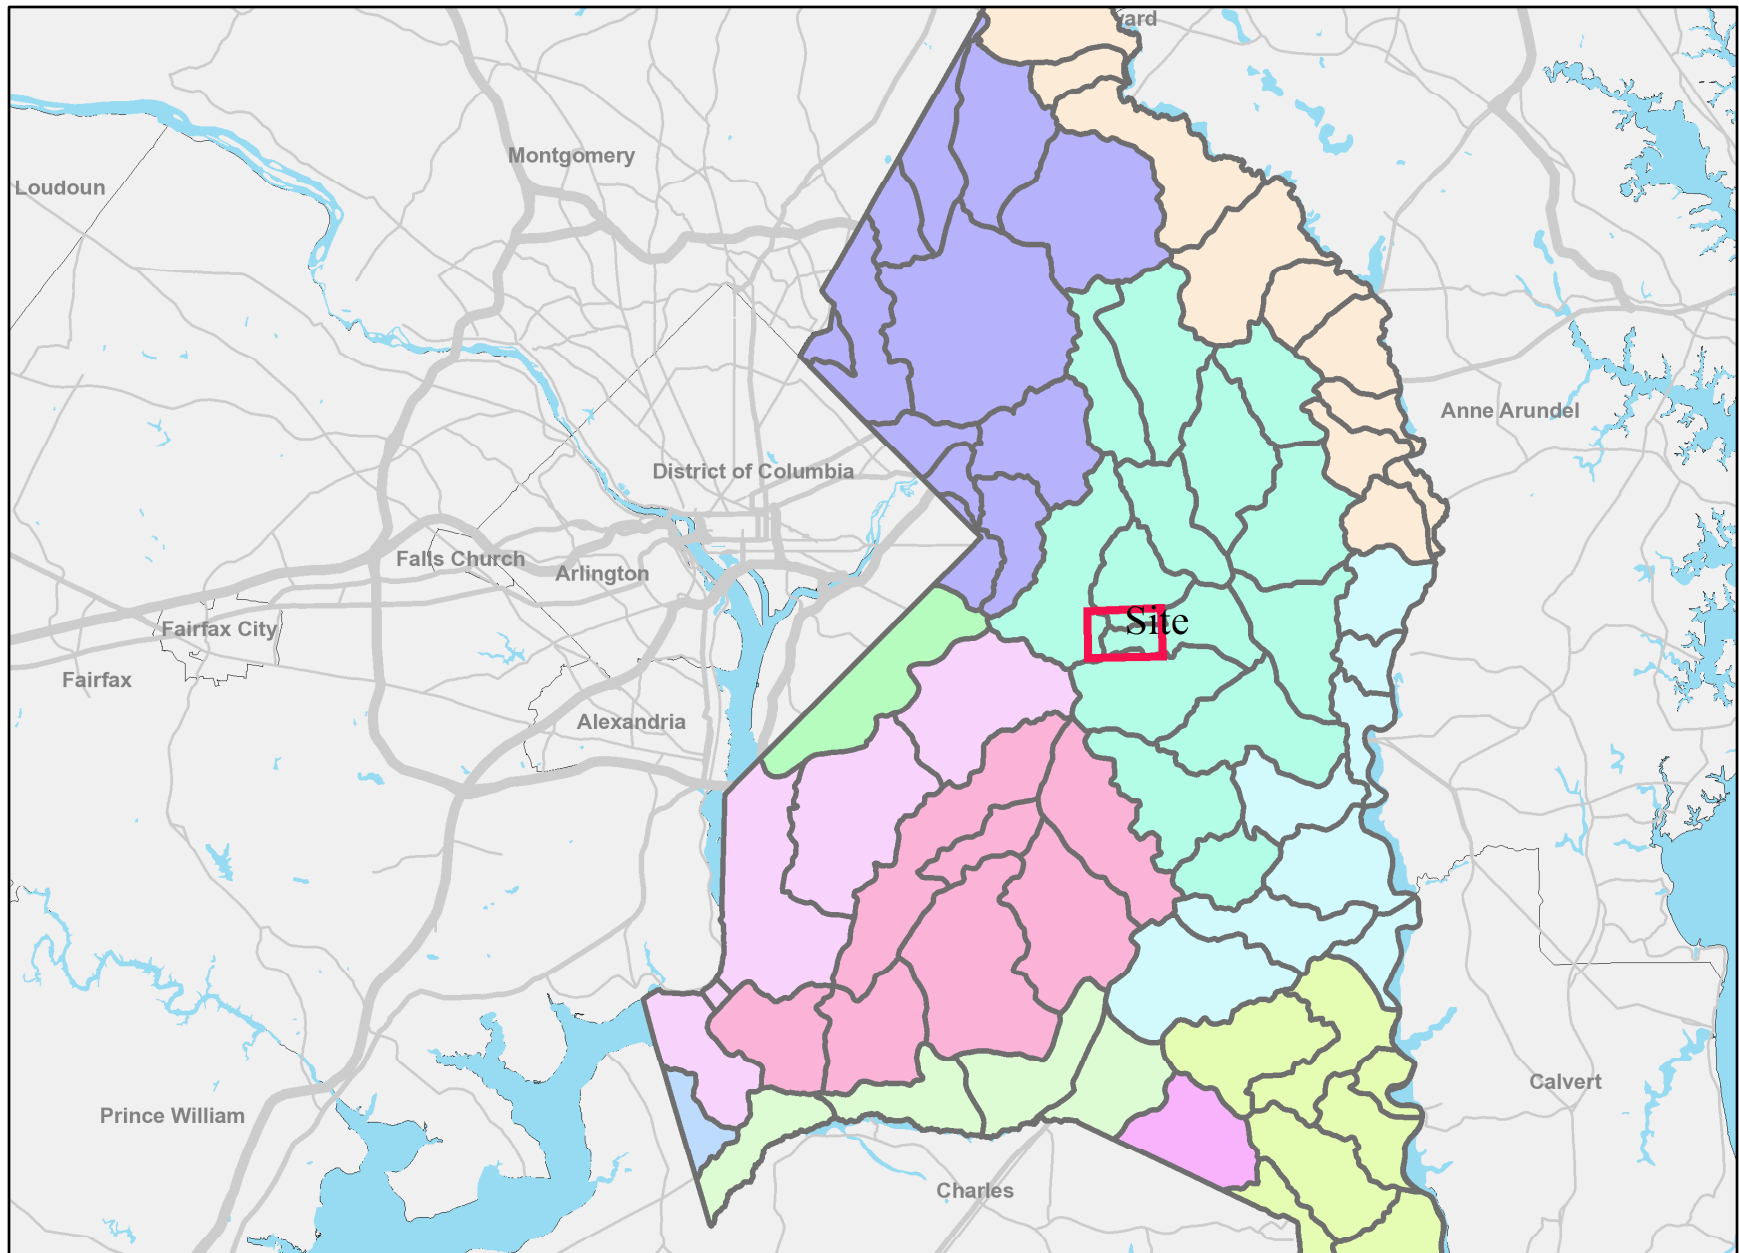 ard
Montgomery
Loudoun
Anne Arundel
District of Columbia
Falls Church
Arlington
Fairfax City
Site
Fairfax
Alexandria
Calvert
Prince William
Charles